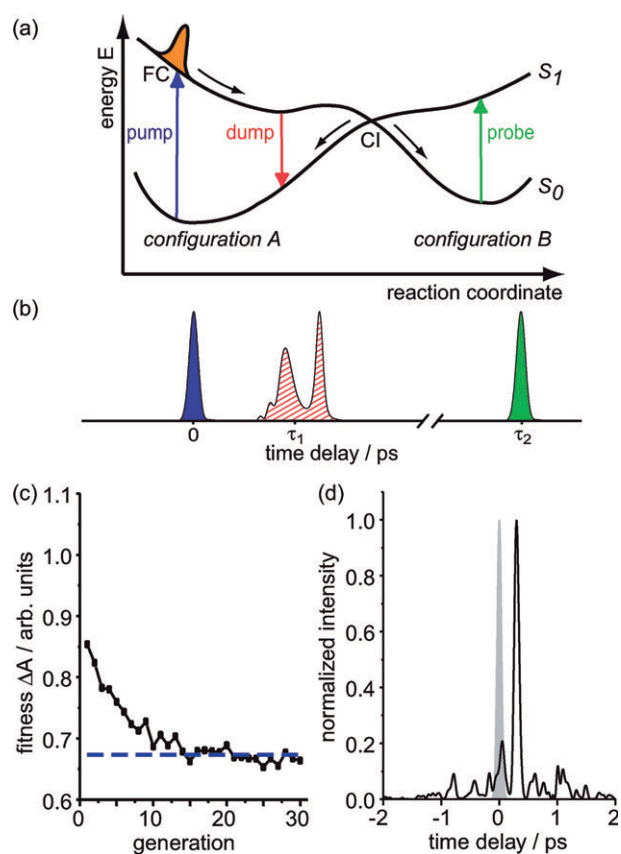 (a)
energy E
FC
S1
pump
dump
CI
probe
S0
configuration A
configuration B
reaction coordinate
(b)
0
τ1
τ2
time delay / ps
(c)
(d)
fitness ΔA / arb. units
1.1
1.0
0.9
0.8
0.7
0.6
0
10
20
30
generation
normalized intensity
1.0
0.8
0.6
0.4
0.2
0.0
-2
-1
0
1
2
time delay / ps